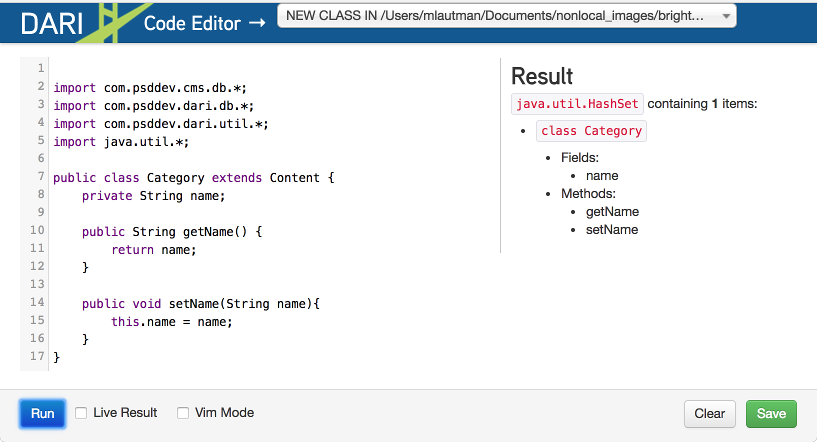 DARI
Code Editor →
NEW CLASS IN /Users/mlautman/Documents/nonlocal_images/bright...
1
2 import com.psddev.cms.db.*;
3 import com.psddev.dari.db.*;
4 import com.psddev.dari.util.*;
5 import java.util.*;
6
7 public class Category extends Content {
8     private String name;
9
10     public String getName() {
11         return name;
12     }
13
14     public void setName(String name){
15         this.name = name;
16     }
17 }
Result
java.util.HashSet containing 1 items:
• class Category
• Fields:
• name
• Methods:
• getName
• setName
Run
Live Result
Vim Mode
Clear
Save